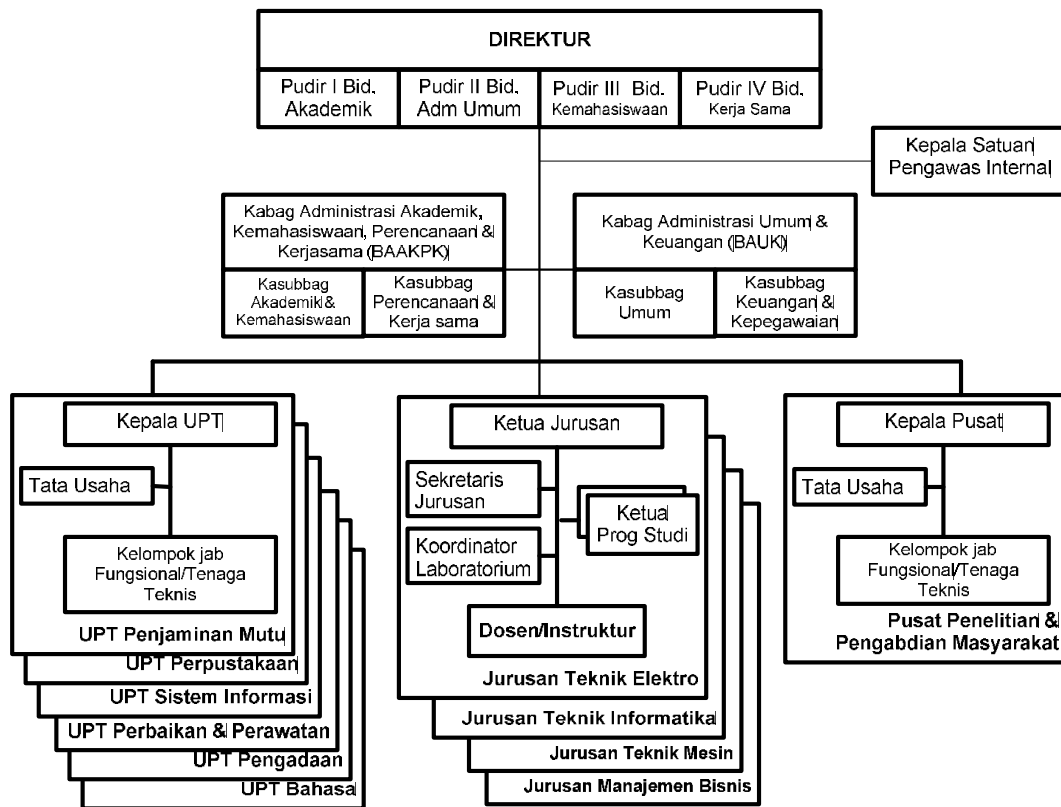 DIREKTUR
Pudir I Bid.
Akademik
Pudir II Bid.
Adm Umum
Pudir III Bid.
Kemahasiswaan
Pudir IV Bid.
Kerja Sama
Kepala Satuan
Pengawas Internal
Kabag Administrasi Akademik,
Kemahasiswaan, Perencanaan &
Kerjasama (BAAKPK)
Kasubbag
Akademik &
Kemahasiswaan
Kasubbag
Perencanaan &
Kerja sama
Kabag Administrasi Umum &
Keuangan (BAUK)
Kasubbag
Umum
Kasubbag
Keuangan &
Kepegawaian
Kepala UPT
Tata Usaha
Kelompok jab
Fungsional/Tenaga
Teknis
UPT Penjaminan Mutu
UPT Perpustakaan
UPT Sistem Informasi
UPT Perbaikan & Perawatan
UPT Pengadaan
UPT Bahasa
Ketua Jurusan
Sekretaris
Jurusan
Ketua
Prog Studi
Koordinator
Laboratorium
Dosen/Instruktur
Jurusan Teknik Elektro
Jurusan Teknik Informatika
Jurusan Teknik Mesin
Jurusan Manajemen Bisnis
Kepala Pusat
Tata Usaha
Kelompok jab
Fungsional/Tenaga
Teknis
Pusat Penelitian &
Pengabdian Masyarakat